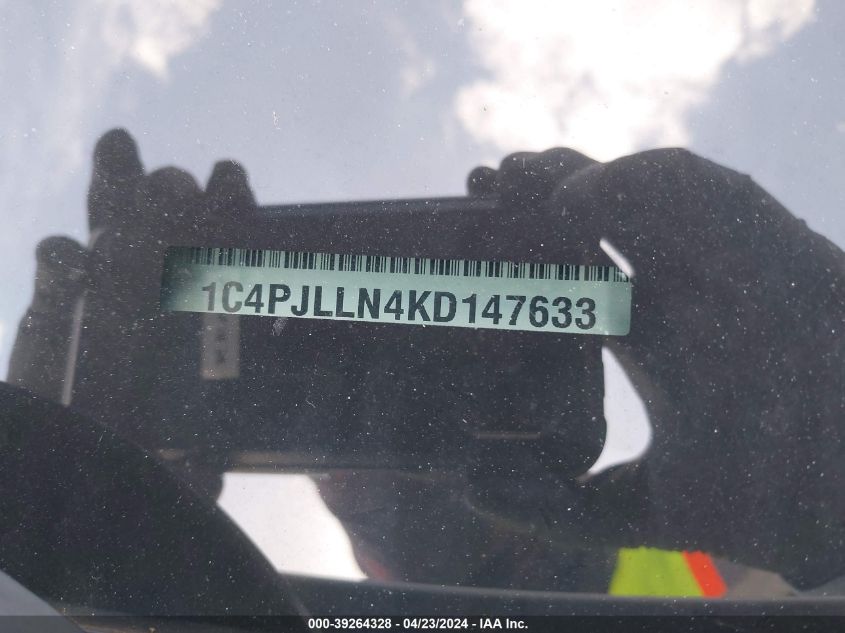 1C4PJLLN4KD147633
000-39264328 - 04/23/2024 - IAA Inc.